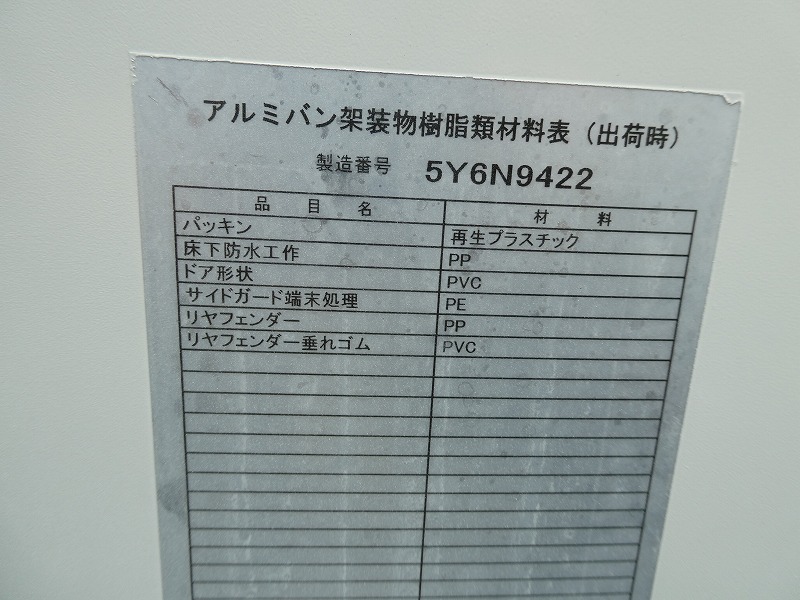 アルミバン架装物樹脂類材料表（出荷時）
製造番号 5Y6N9422
品目名 材料
パッキン 再生プラスチック
床下防水工作 PP
ドア形状 PVC
サイドガード端末処理 PE
リヤフェンダー PP
リヤフェンダー垂れゴム PVC